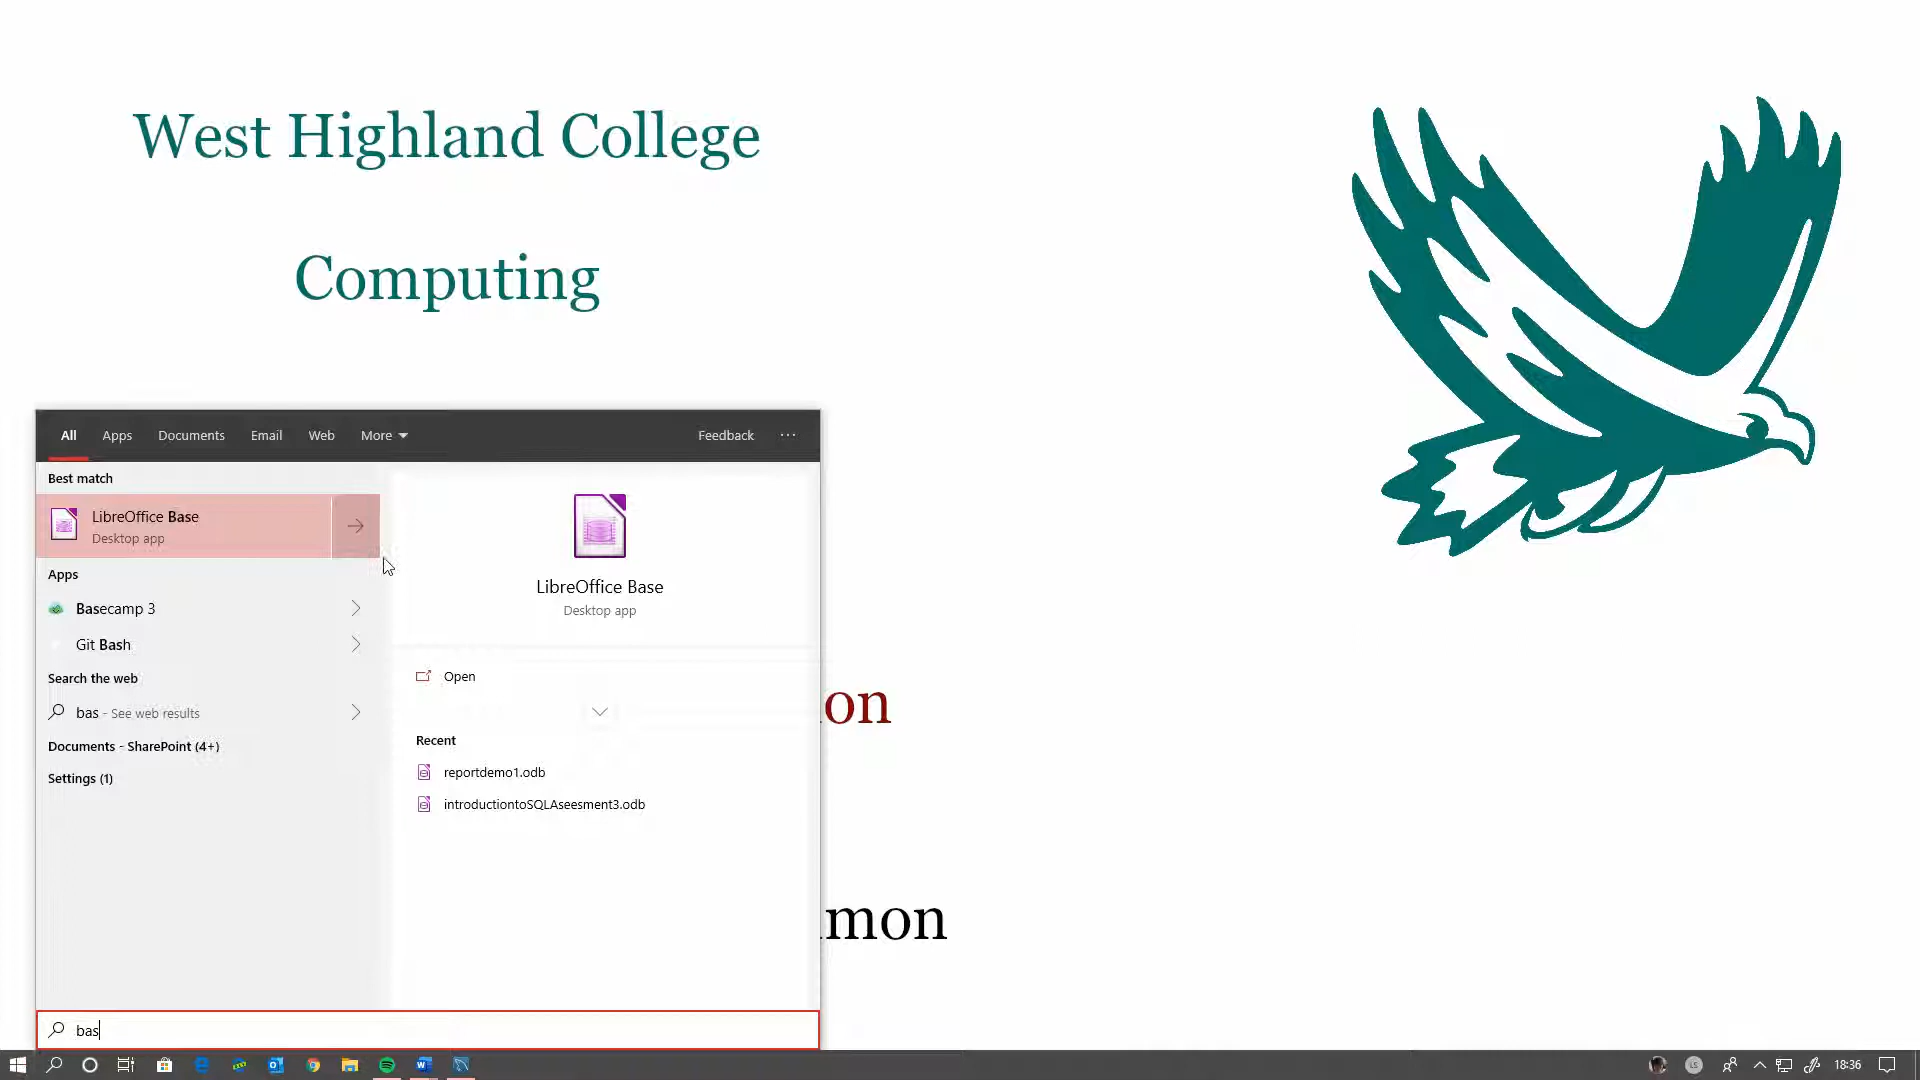 West Highland College
Computing
All Apps Documents Email Web More Feedback ...
Best match
LibreOffice Base
Desktop app
Apps
Basecamp 3
Git Bash
Search the web
bas - See web results
Documents - SharePoint (4+)
Settings (1)
LibreOffice Base
Desktop app
Open
Recent
reportdemo1.odb
introductiontoSQLAseesment3.odb
on
mon
bas
18:36